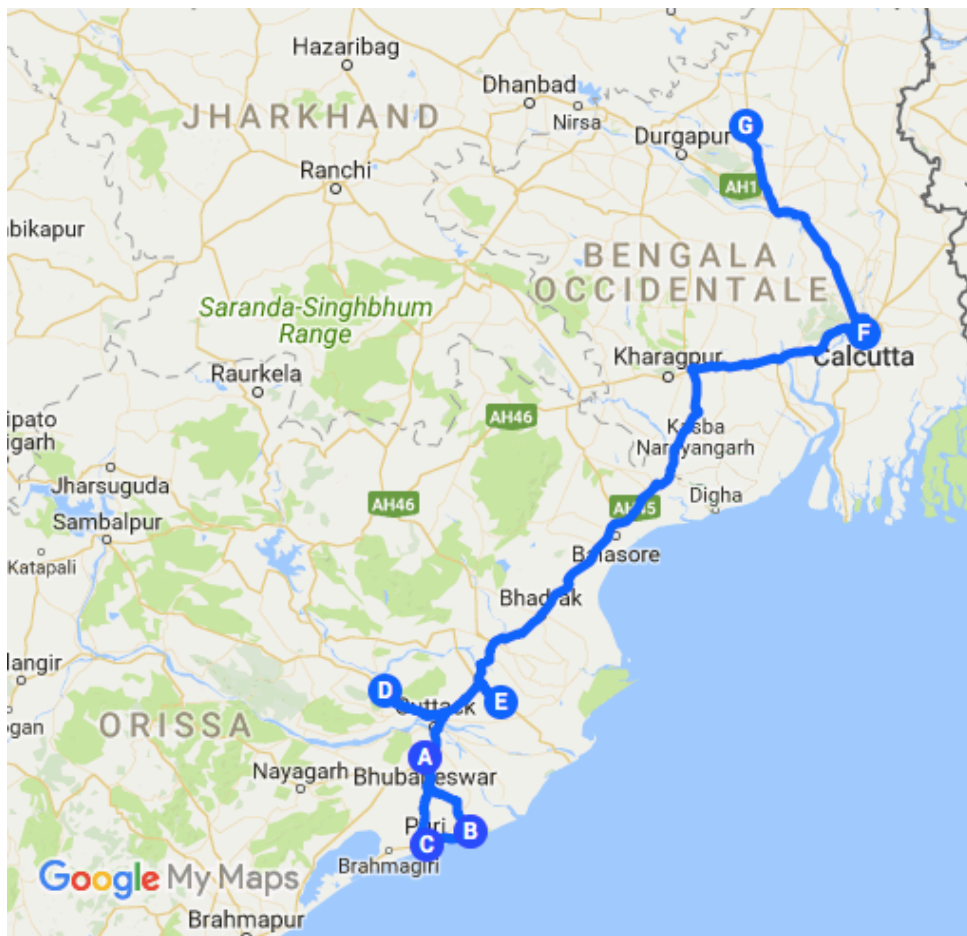 Hazaribag
Dhanbad
Nirsa
JHARKHAND
G
Durgapur
Ranchi
AH1
bikapur
BENGALA
OCCIDENTALE
Saranda-Singhbhum
Range
F
Kharagpur
Calcutta
Raurkela
AH46
ipato
igarh
Kasba
Narayangarh
Jharsuguda
Digha
AH46
AH45
Sambalpur
Balasore
Katapali
Bhadrak
langir
D
E
Cuttack
ogan
ORISSA
A
Nayagarh
Bhubaneswar
Puri
B
C
Brahmagiri
Google My Maps
Brahmapur